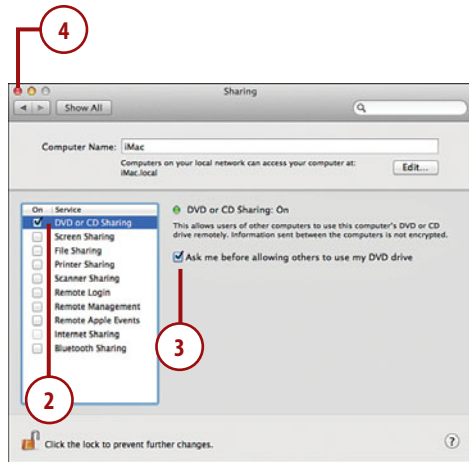 4
Sharing
Show All
Computer Name: iMac
Computers on your local network can access your computer at:
iMac.local
Edit...
On Service
DVD or CD Sharing
Screen Sharing
File Sharing
Printer Sharing
Scanner Sharing
Remote Login
Remote Management
Remote Apple Events
Internet Sharing
Bluetooth Sharing
DVD or CD Sharing: On
This allows users of other computers to use this computer's DVD or CD
drive remotely. Information sent between the computers is not encrypted.
Ask me before allowing others to use my DVD drive
3
2
Click the lock to prevent further changes.
?